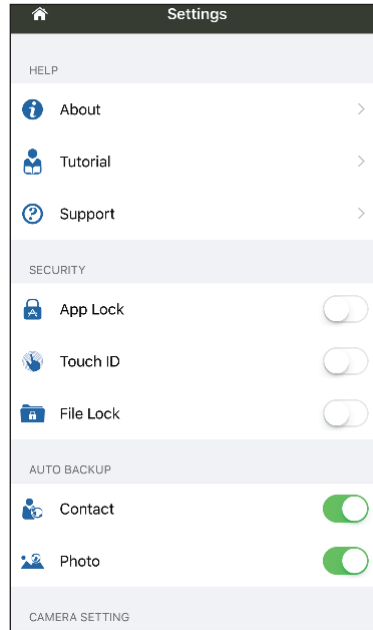 Settings
HELP
About
Tutorial
Support
SECURITY
App Lock
Touch ID
File Lock
AUTO BACKUP
Contact
Photo
CAMERA SETTING